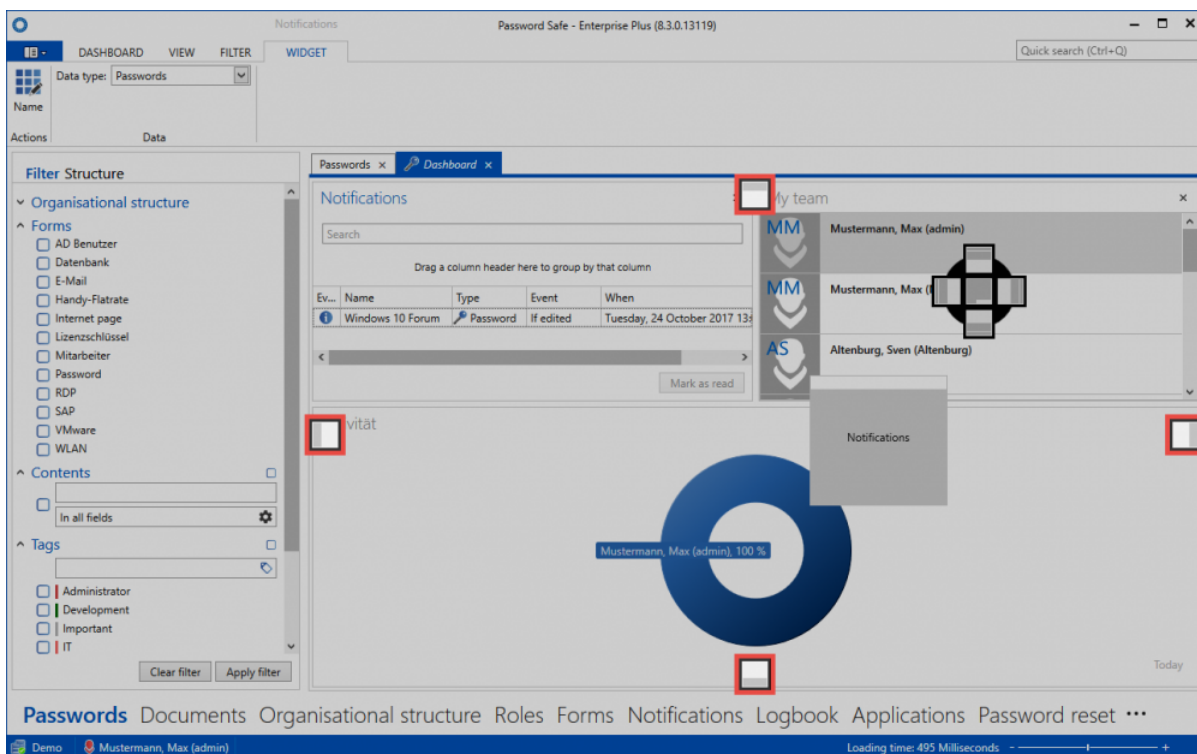 Notifications
Password Safe - Enterprise Plus (8.3.0.13119)
DASHBOARD VIEW FILTER WIDGET
Quick search (Ctrl+Q)
Data type: Passwords
Name
Actions Data
Filter Structure
Organisational structure
Forms
AD Benutzer
Datenbank
E-Mail
Handy-Flatrate
Internet page
Lizenzschlüssel
Mitarbeiter
Password
RDP
SAP
VMware
WLAN
Contents
In all fields
Tags
Administrator
Development
Important
IT
Clear filter Apply filter
Passwords × Dashboard ×
Notifications
Search
Drag a column header here to group by that column
Ev... Name Type Event When
Windows 10 Forum Password If edited Tuesday, 24 October 2017 13:
Mark as read
My team
MM Mustermann, Max (admin)
MM Mustermann, Max (
AS Altenburg, Sven (Altenburg)
Notifications
vität
Mustermann, Max (admin), 100 %
Today
Passwords Documents Organisational structure Roles Forms Notifications Logbook Applications Password reset •••
Demo Mustermann, Max (admin)
Loading time: 495 Milliseconds - +